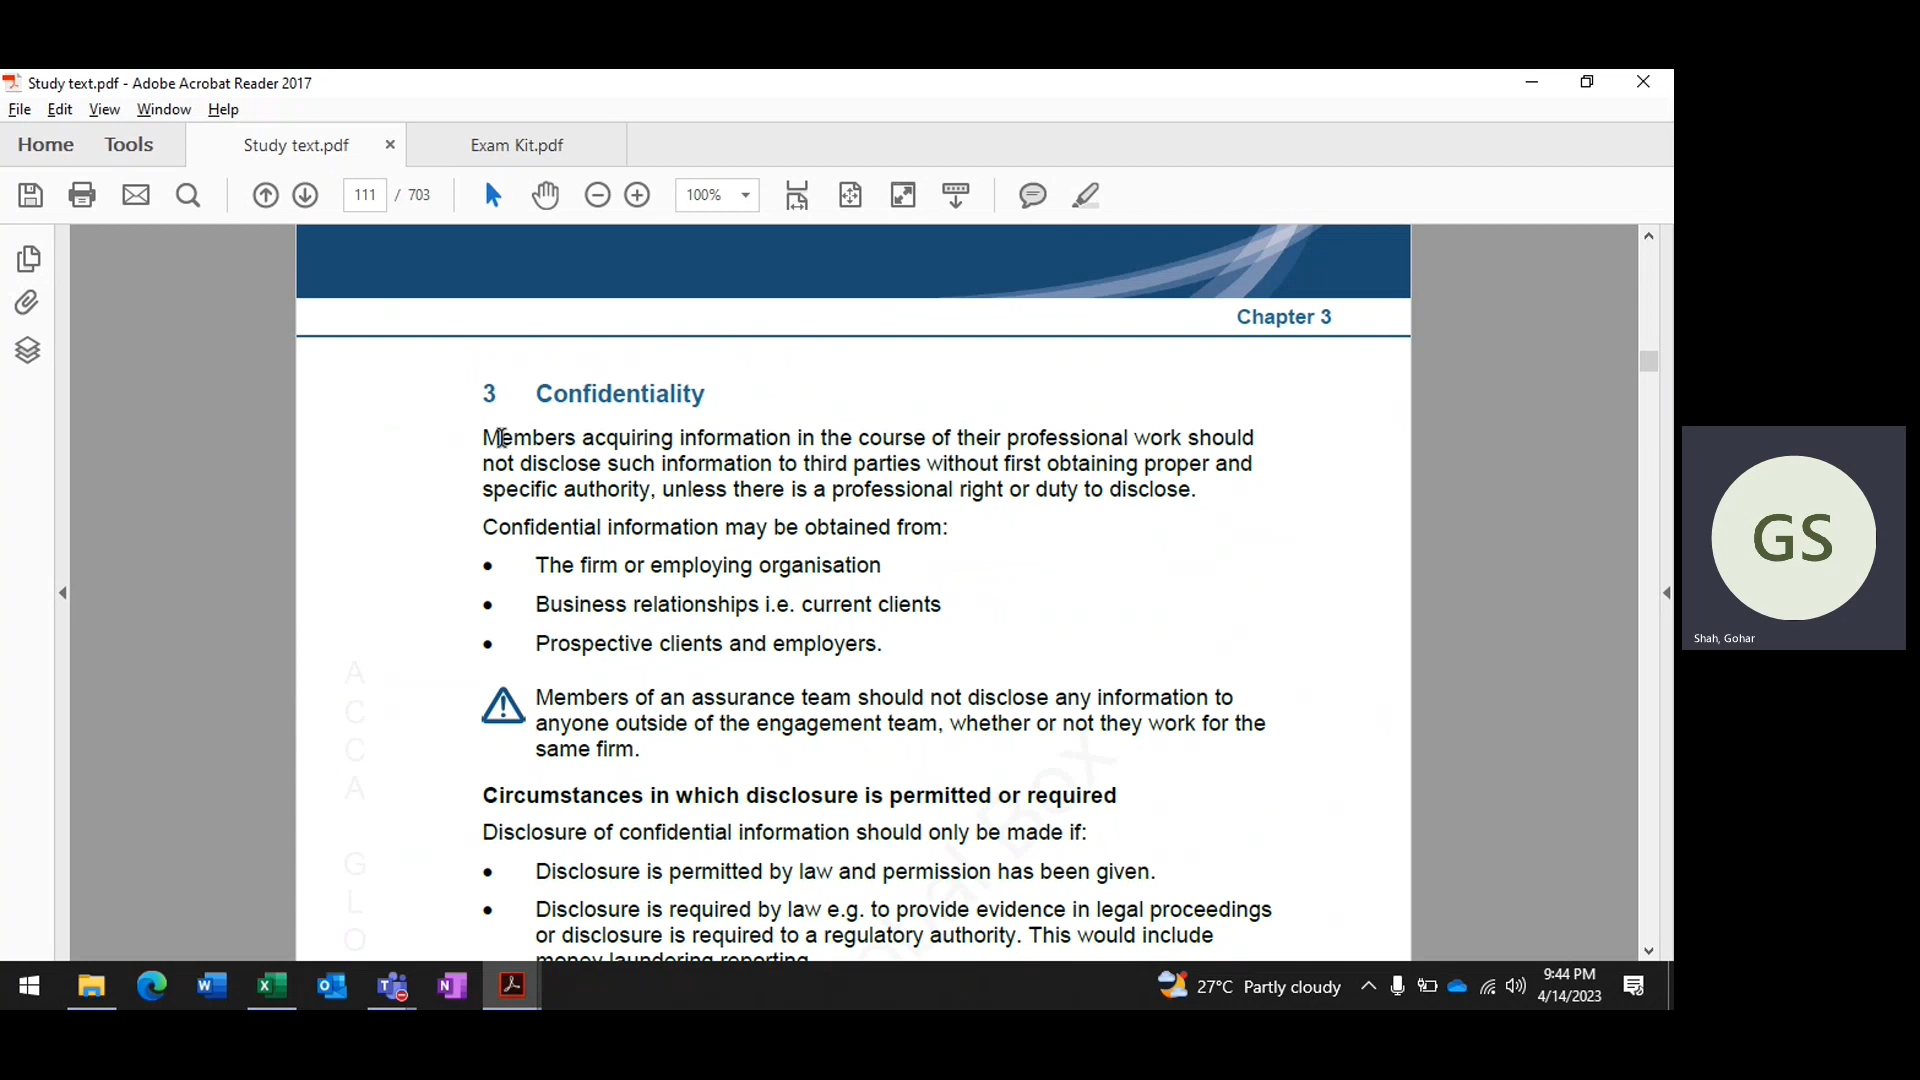 Study text.pdf - Adobe Acrobat Reader 2017
File Edit View Window Help
Home Tools Study text.pdf × Exam Kit.pdf
111 / 703 100%
Chapter 3
3 Confidentiality
Members acquiring information in the course of their professional work should
not disclose such information to third parties without first obtaining proper and
specific authority, unless there is a professional right or duty to disclose.
Confidential information may be obtained from:
• The firm or employing organisation
• Business relationships i.e. current clients
• Prospective clients and employers.
Members of an assurance team should not disclose any information to
anyone outside of the engagement team, whether or not they work for the
same firm.
Circumstances in which disclosure is permitted or required
Disclosure of confidential information should only be made if:
• Disclosure is permitted by law and permission has been given.
• Disclosure is required by law e.g. to provide evidence in legal proceedings
or disclosure is required to a regulatory authority. This would include
money laundering reporting.
A
C
C
A
G
L
O
Box
GS
Shah, Gohar
27°C Partly cloudy
9:44 PM
4/14/2023